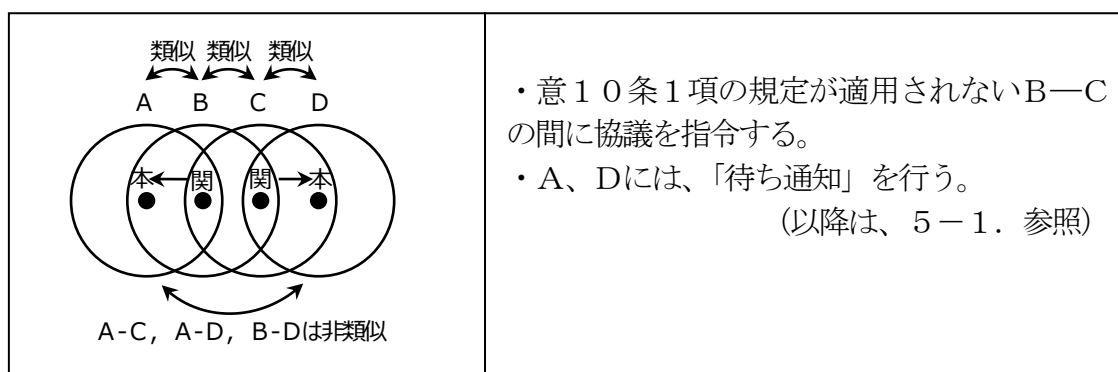 類似 類似 類似
A B C D
本 関 関 本
A-C, A-D, B-Dは非類似
・意10条1項の規定が適用されないB―C
の間に協議を指令する。
・A、Dには、「待ち通知」を行う。
(以降は、5-1.参照)